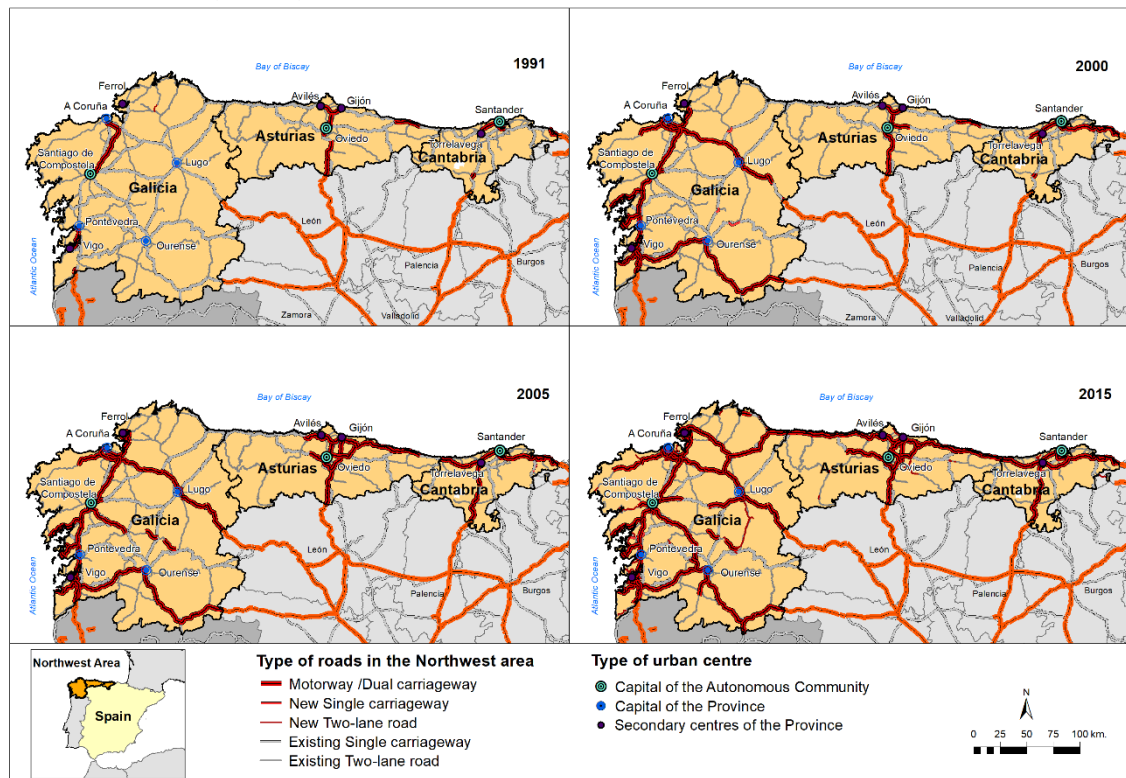 Bay of Biscay
1991
Ferrol
A Coruña
Avilés
Gijón
Santander
Asturias
Oviedo
Torrelavega
Cantabria
Santiago de
Compostela
Lugo
Galicia
León
Pontevedra
Ourense
Vigo
Atlantic Ocean
Palencia
Burgos
Zamora
Valladolid
Bay of Biscay
2000
Ferrol
A Coruña
Avilés
Gijón
Santander
Asturias
Oviedo
Torrelavega
Cantabria
Santiago de
Compostela
Lugo
Galicia
León
Pontevedra
Ourense
Vigo
Atlantic Ocean
Palencia
Burgos
Zamora
Valladolid
Bay of Biscay
2005
Ferrol
A Coruña
Avilés
Gijón
Santander
Asturias
Oviedo
Torrelavega
Cantabria
Santiago de
Compostela
Lugo
Galicia
León
Pontevedra
Ourense
Vigo
Atlantic Ocean
Palencia
Burgos
Zamora
Valladolid
Bay of Biscay
2015
Ferrol
A Coruña
Avilés
Gijón
Santander
Asturias
Oviedo
Torrelavega
Cantabria
Santiago de
Compostela
Lugo
Galicia
León
Pontevedra
Ourense
Vigo
Atlantic Ocean
Palencia
Burgos
Zamora
Valladolid
Northwest Area
Spain
Type of roads in the Northwest area
Motorway /Dual carriageway
New Single carriageway
New Two-lane road
Existing Single carriageway
Existing Two-lane road
Type of urban centre
Capital of the Autonomous Community
Capital of the Province
Secondary centres of the Province
N
0 25 50 75 100 km.